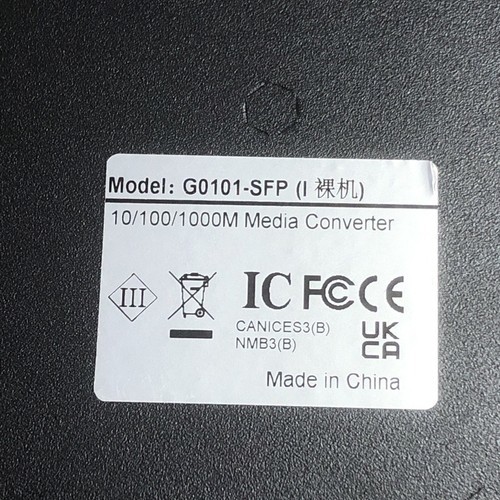 Model: G0101-SFP (I 裸机)
10/100/1000M Media Converter
III
IC FC CE
CANICES3(B)
NMB3(B)
UK
CA
Made in China